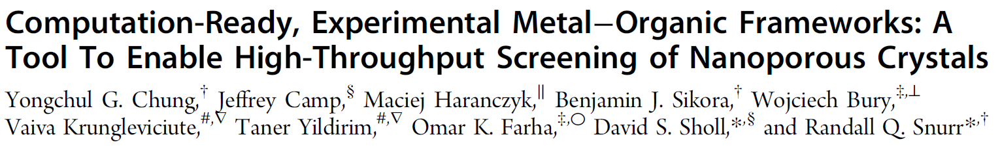 Computation-Ready, Experimental Metal−Organic Frameworks: A
Tool To Enable High-Throughput Screening of Nanoporous Crystals
Yongchul G. Chung,† Jeffrey Camp,§ Maciej Haranczyk,∥ Benjamin J. Sikora,† Wojciech Bury,‡,⊥
Vaiva Krungleviciute,#,∇ Taner Yildirim,#,∇ Omar K. Farha,‡,○ David S. Sholl,*,§ and Randall Q. Snurr*,†